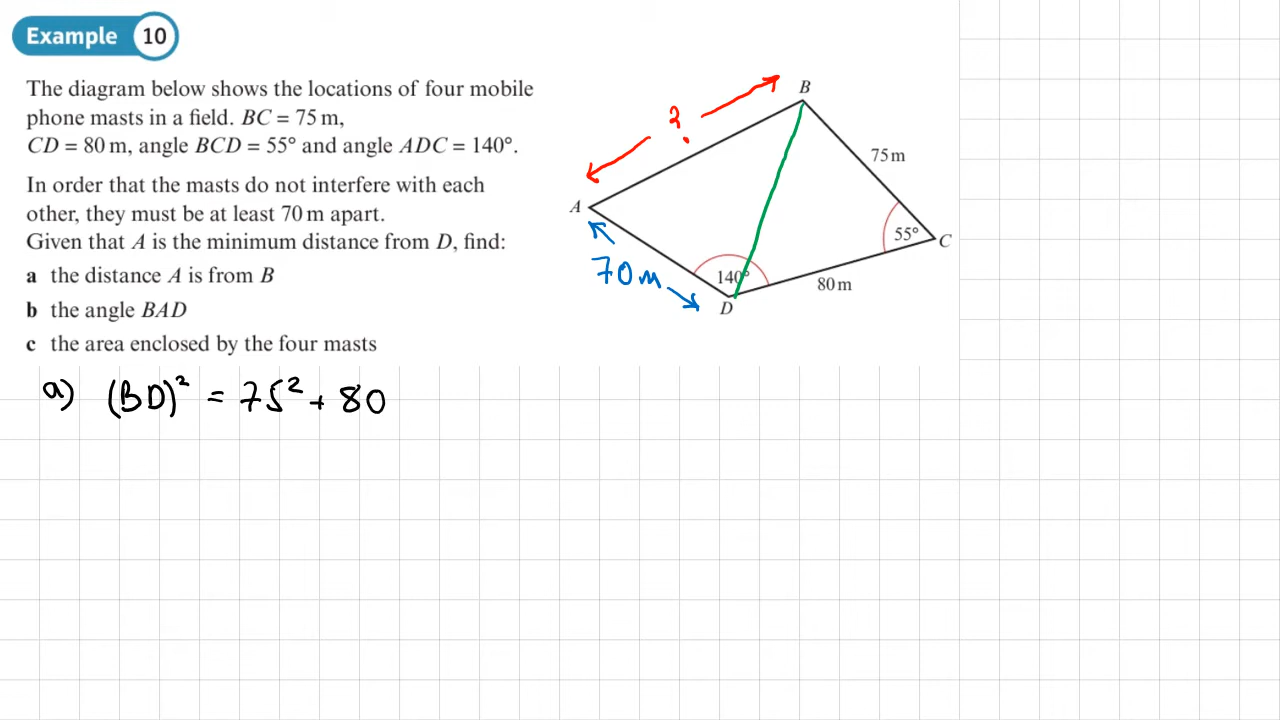 Example 10
The diagram below shows the locations of four mobile
phone masts in a field. BC = 75 m,
CD = 80 m, angle BCD = 55° and angle ADC = 140°.
In order that the masts do not interfere with each
other, they must be at least 70 m apart.
Given that A is the minimum distance from D, find:
a the distance A is from B
b the angle BAD
c the area enclosed by the four masts
B
?
75 m
A
55°
C
70m
140°
80 m
D
a) (BD)² = 75² + 80